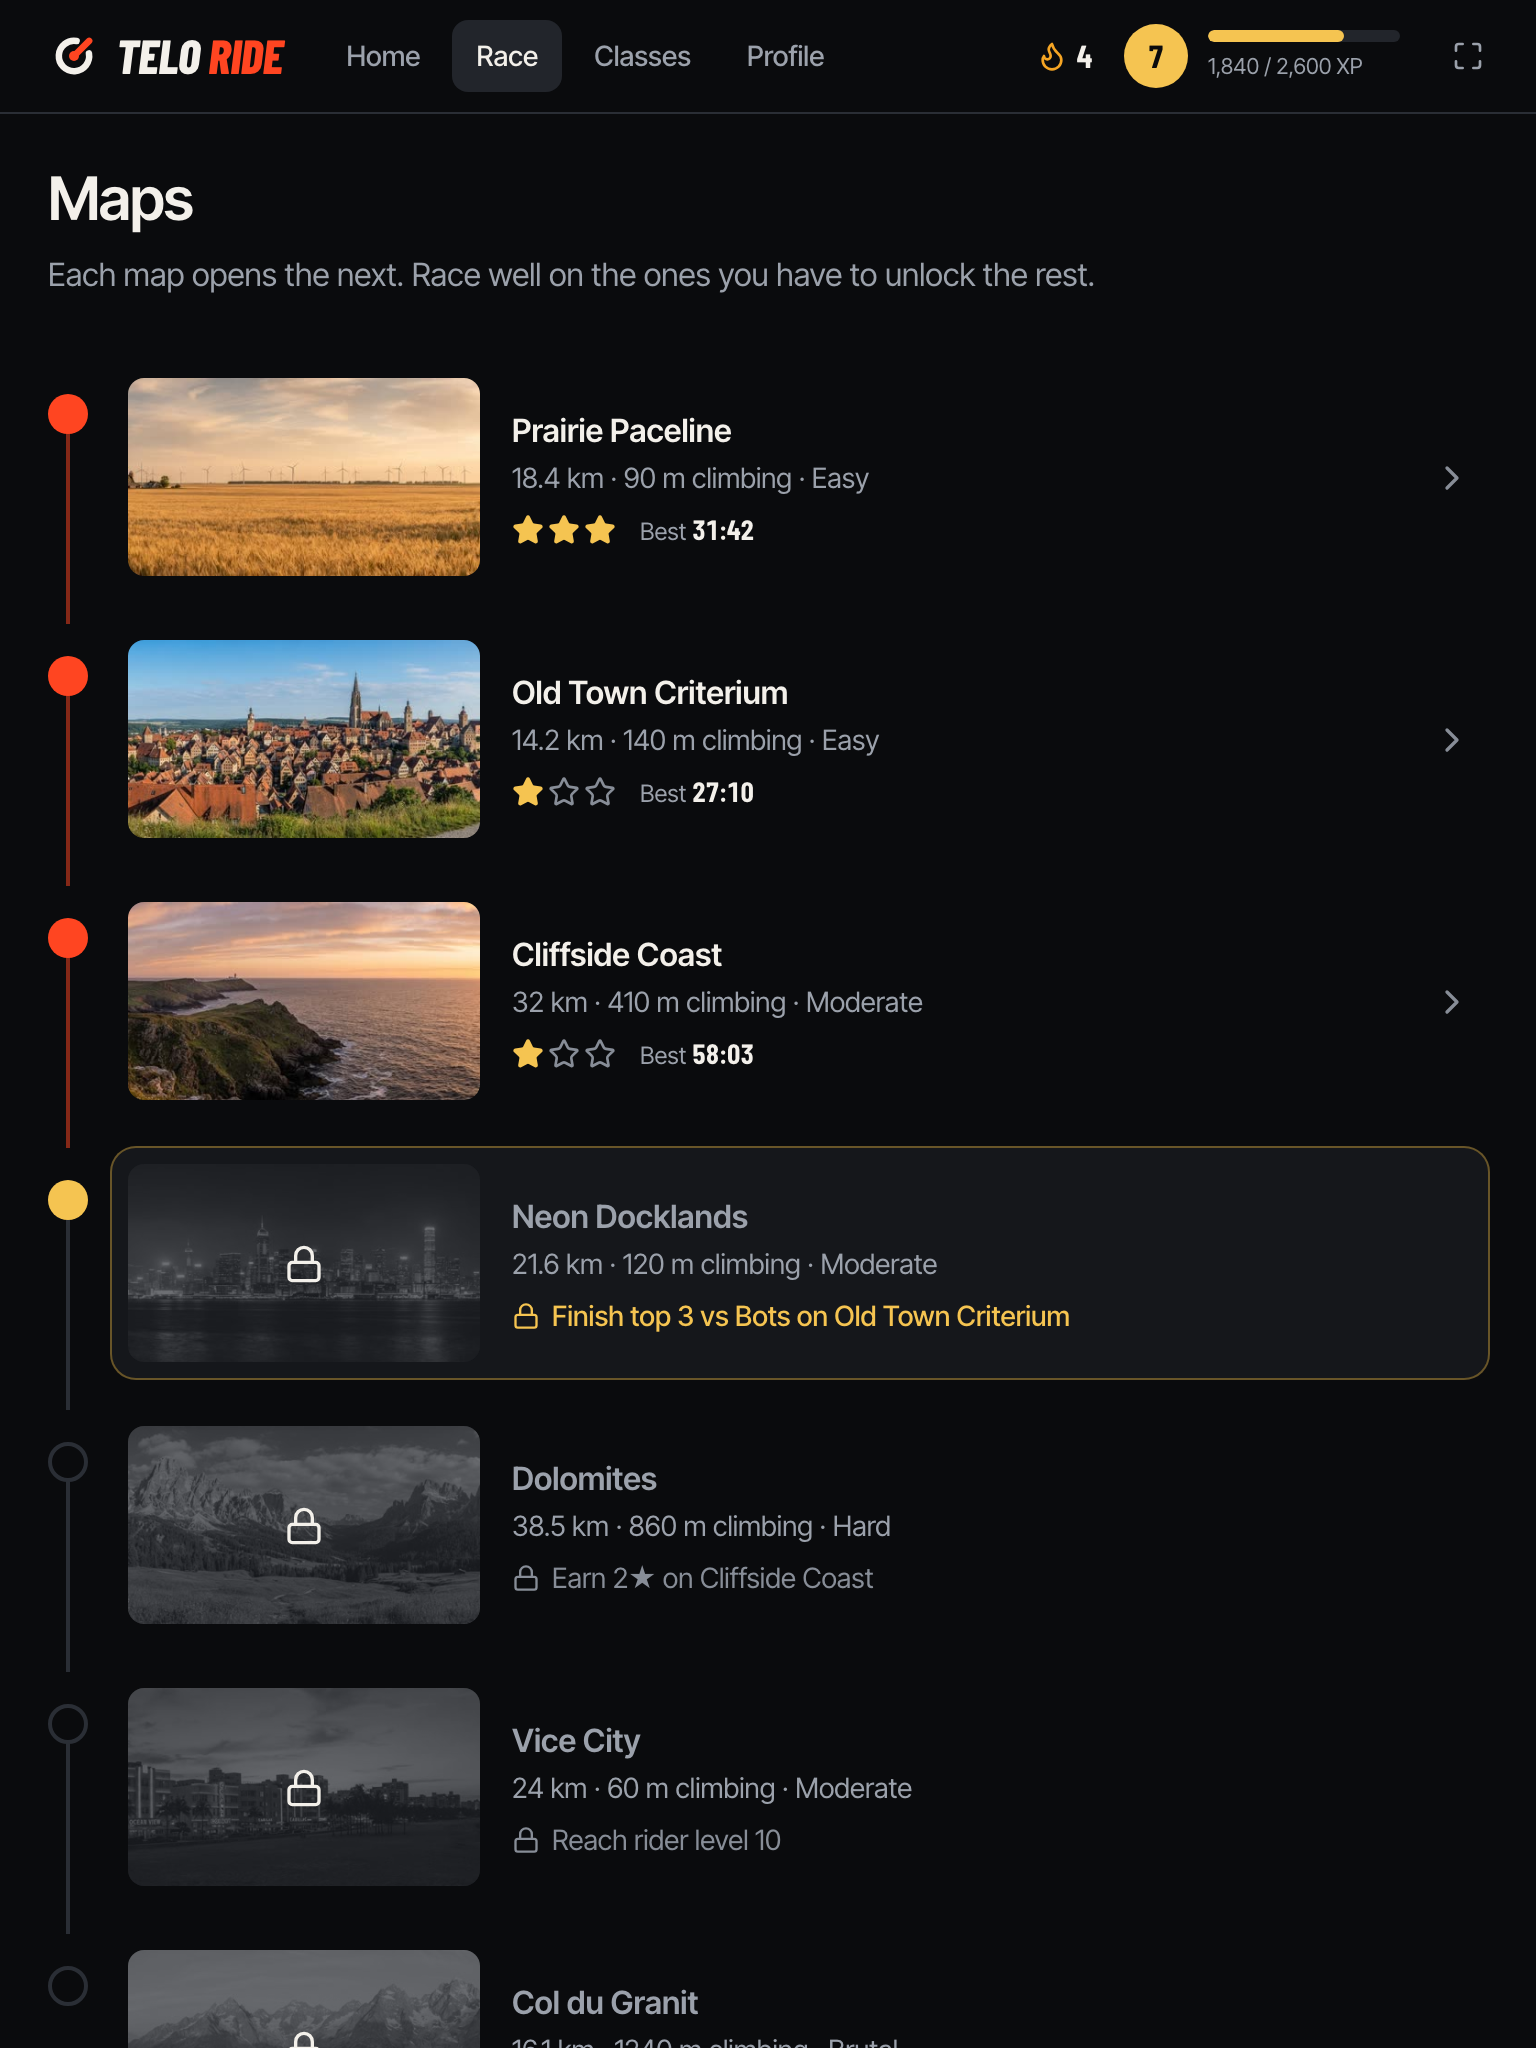 TELO RIDE
Home
Race
Classes
Profile
4
7
1,840 / 2,600 XP
Maps
Each map opens the next. Race well on the ones you have to unlock the rest.
Prairie Paceline
18.4 km · 90 m climbing · Easy
Best 31:42
Old Town Criterium
14.2 km · 140 m climbing · Easy
Best 27:10
Cliffside Coast
32 km · 410 m climbing · Moderate
Best 58:03
Neon Docklands
21.6 km · 120 m climbing · Moderate
Finish top 3 vs Bots on Old Town Criterium
Dolomites
38.5 km · 860 m climbing · Hard
Earn 2★ on Cliffside Coast
Vice City
24 km · 60 m climbing · Moderate
Reach rider level 10
Col du Granit
km · m climbing · Brutal